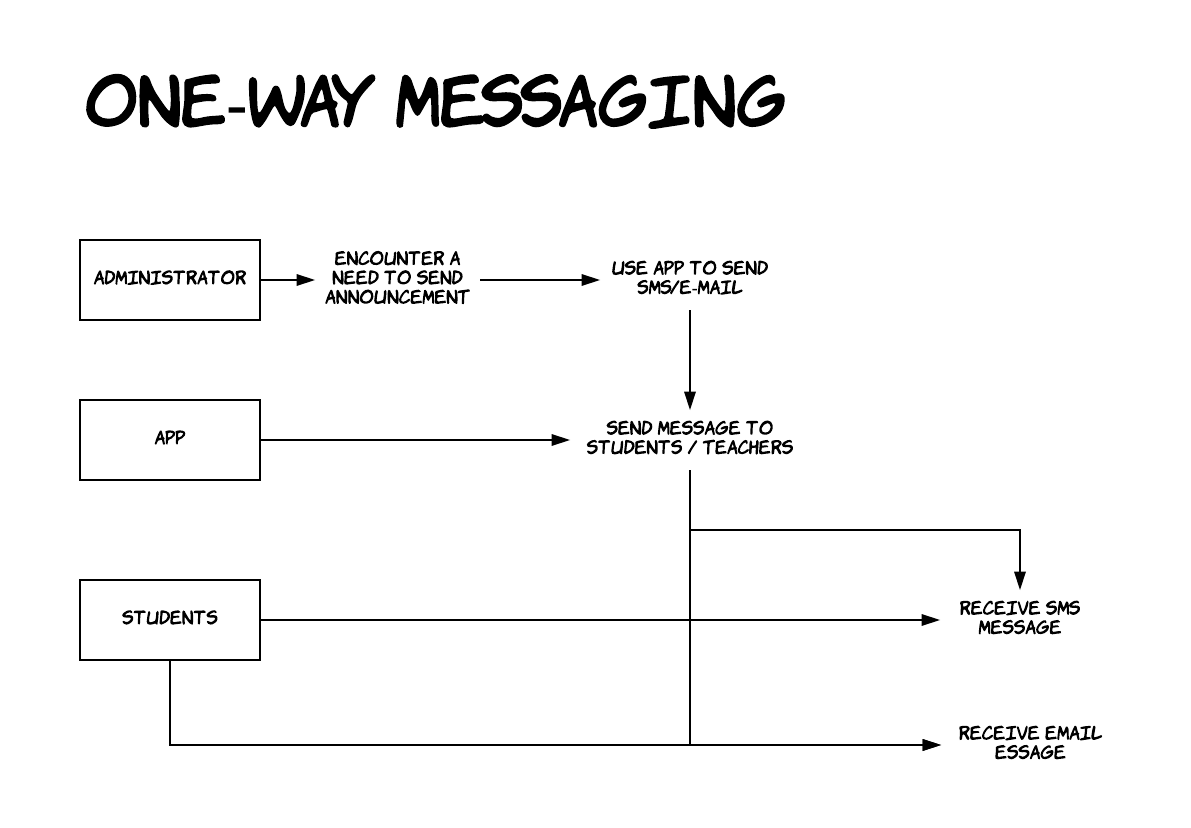 ONE-WAY MESSAGING
ADMINISTRATOR
ENCOUNTER A
NEED TO SEND
ANNOUNCEMENT
USE APP TO SEND
SMS/E-MAIL
APP
SEND MESSAGE TO
STUDENTS / TEACHERS
STUDENTS
RECEIVE SMS
MESSAGE
RECEIVE EMAIL
ESSAGE